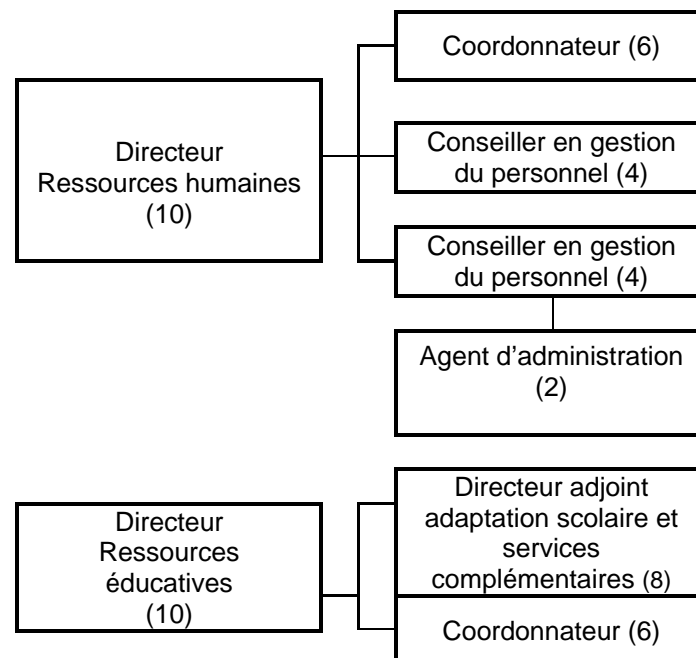 Coordonnateur (6)
Directeur
Ressources humaines
(10)
Conseiller en gestion
du personnel (4)
Conseiller en gestion
du personnel (4)
Agent d’administration
(2)
Directeur
Ressources
éducatives
(10)
Directeur adjoint
adaptation scolaire et
services
complémentaires (8)
Coordonnateur (6)